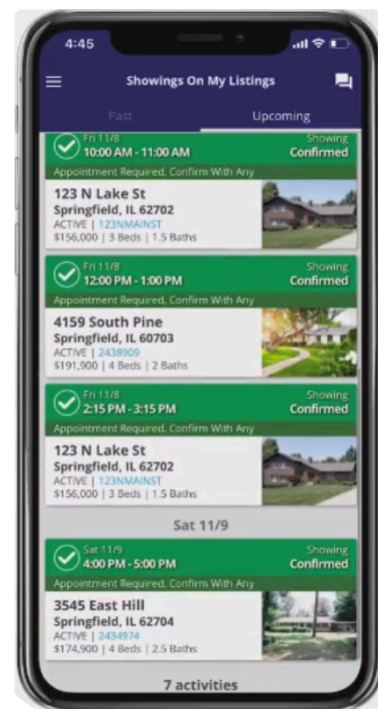 4:45
Showings On My Listings
Past
Upcoming
Fri 11/8
Showing
10:00 AM - 11:00 AM
Confirmed
Appointment Required, Confirm With Any
123 N Lake St
Springfield, IL 62702
ACTIVE | 123NMAINST
$156,000 | 3 Beds | 1.5 Baths
Fri 11/8
Showing
12:00 PM - 1:00 PM
Confirmed
Appointment Required, Confirm With Any
4159 South Pine
Springfield, IL 60703
ACTIVE | 2438909
$191,900 | 4 Beds | 2 Baths
Fri 11/8
Showing
2:15 PM - 3:15 PM
Confirmed
Appointment Required, Confirm With Any
123 N Lake St
Springfield, IL 62702
ACTIVE | 123NMAINST
$156,000 | 3 Beds | 1.5 Baths
Sat 11/9
Sat 11/9
Showing
4:00 PM - 5:00 PM
Confirmed
Appointment Required, Confirm With Any
3545 East Hill
Springfield, IL 62704
ACTIVE | 2434974
$174,900 | 4 Beds | 2.5 Baths
7 activities